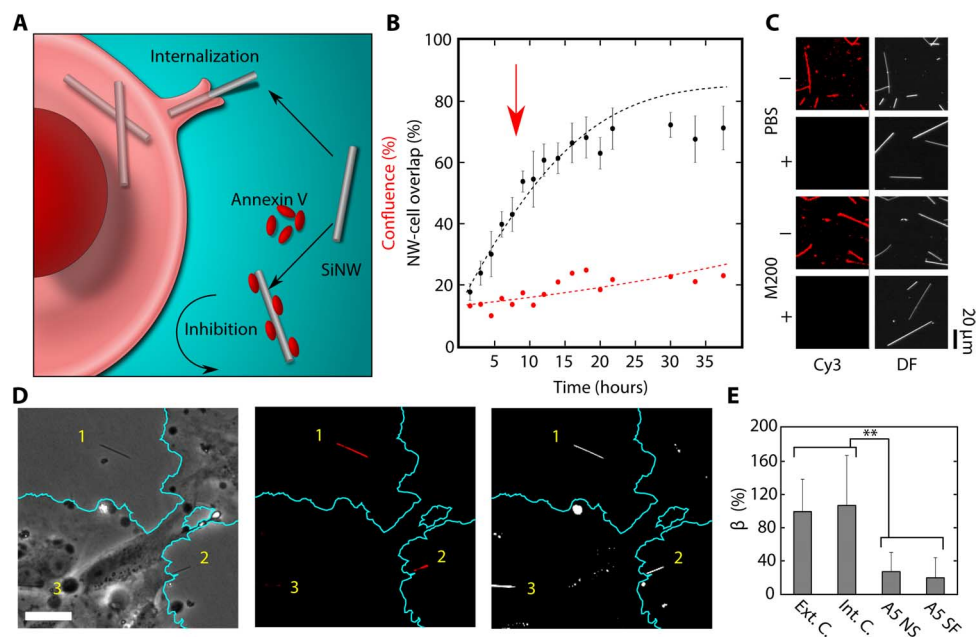 A
Internalization
Annexin V
SiNW
Inhibition
B
Confluence (%)
NW-cell overlap (%)
100
80
60
40
20
0
5 10 15 20 25 30 35
Time (hours)
C
PBS
M200
–
+
–
+
Cy3 DF
20 μm
D
1
2
3
1
2
3
1
2
3
E
**
β (%)
200
160
120
80
40
0
Ext. C. Int. C. A5 NS A5 SF